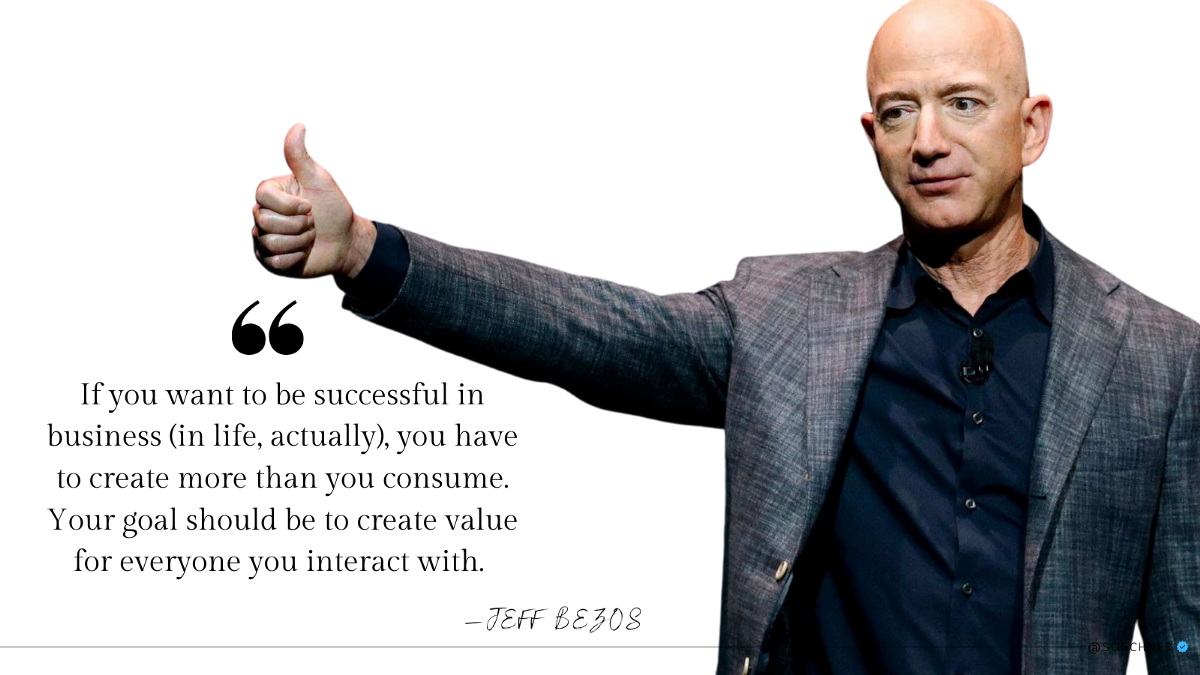 “
If you want to be successful in
business (in life, actually), you have
to create more than you consume.
Your goal should be to create value
for everyone you interact with.
—JEFF BEZOS